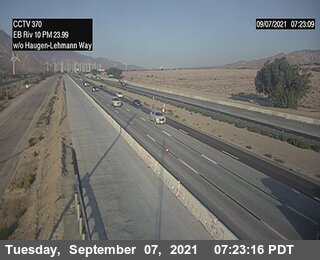 CCTV 370
EB Riv 10 PM 23.99
w/o Haugen-Lehmann Way
09/07/2021 07:23:09
Tuesday, September 07, 2021 07:23:16 PDT